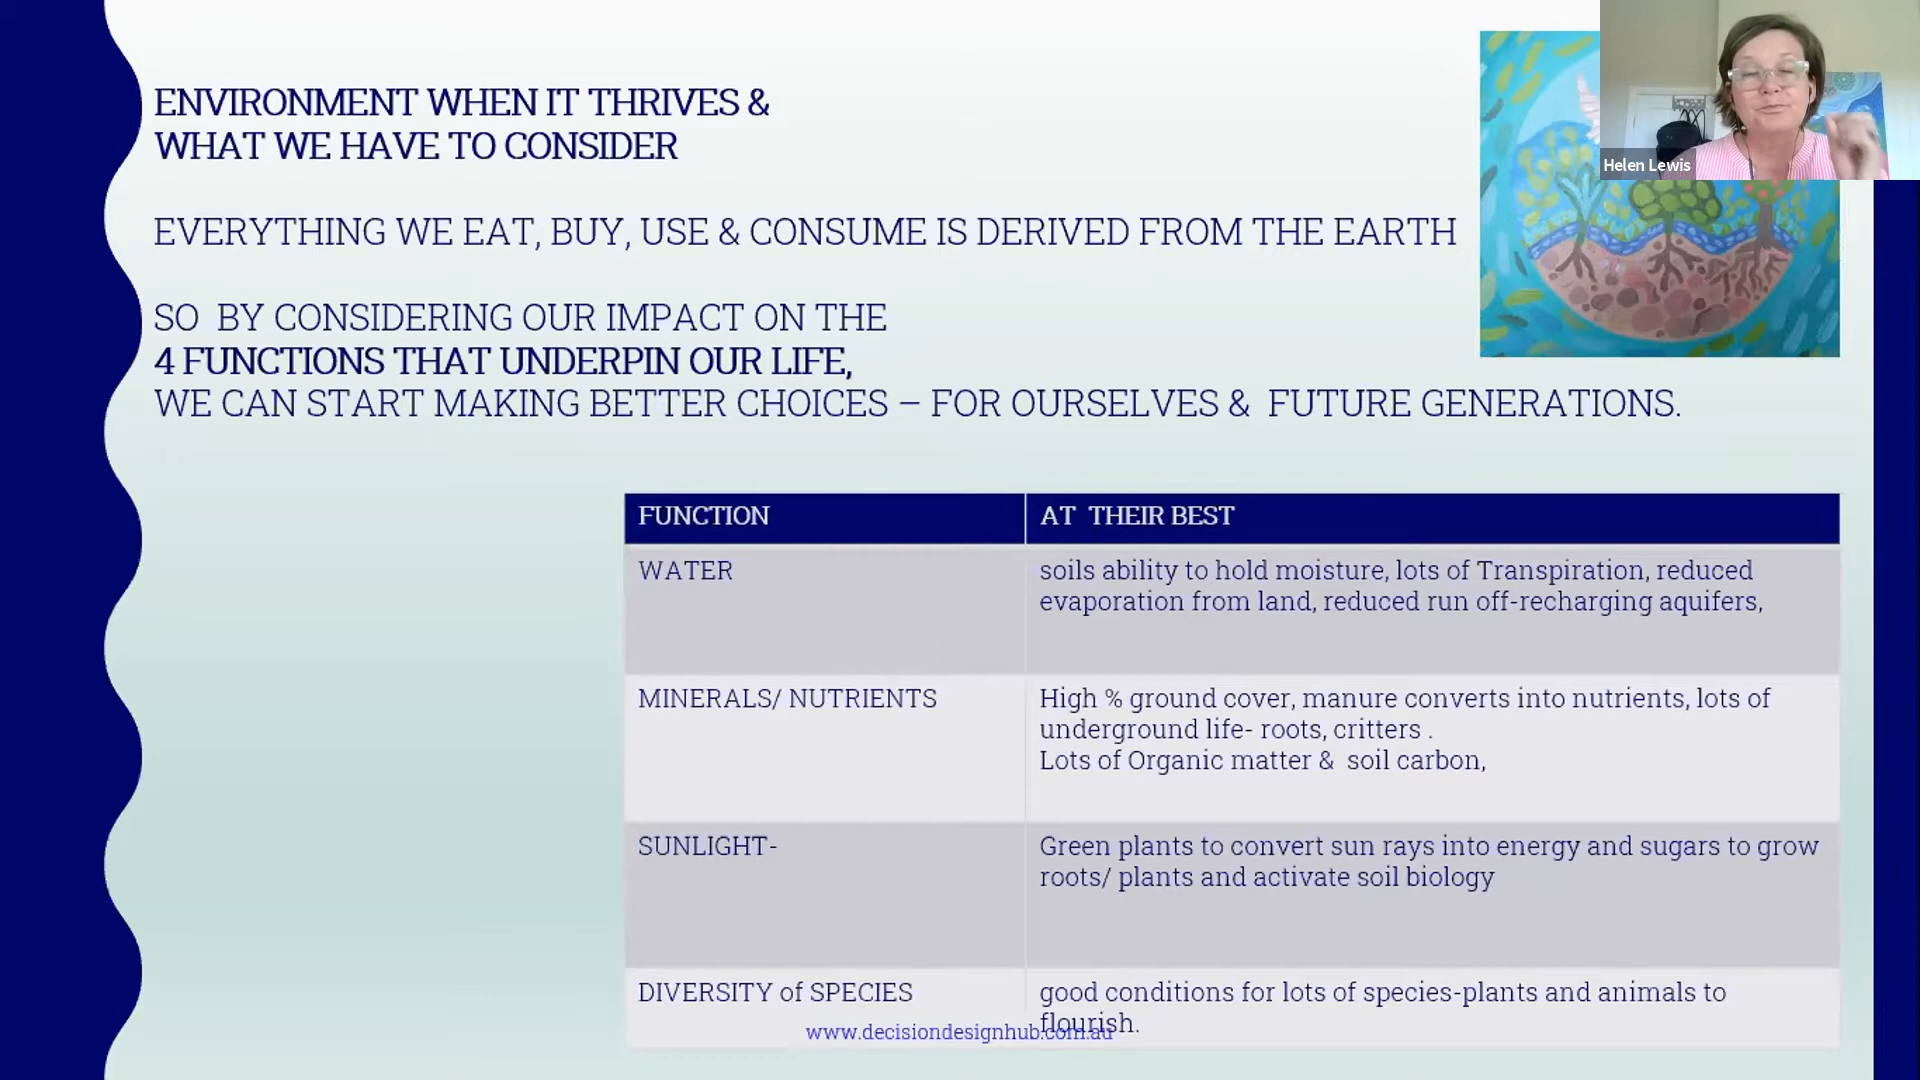 ENVIRONMENT WHEN IT THRIVES &
WHAT WE HAVE TO CONSIDER
EVERYTHING WE EAT, BUY, USE & CONSUME IS DERIVED FROM THE EARTH
SO BY CONSIDERING OUR IMPACT ON THE
4 FUNCTIONS THAT UNDERPIN OUR LIFE,
WE CAN START MAKING BETTER CHOICES – FOR OURSELVES & FUTURE GENERATIONS.
Helen Lewis
FUNCTION
AT THEIR BEST
WATER
soils ability to hold moisture, lots of Transpiration, reduced
evaporation from land, reduced run off-recharging aquifers,
MINERALS/ NUTRIENTS
High % ground cover, manure converts into nutrients, lots of
underground life- roots, critters .
Lots of Organic matter & soil carbon,
SUNLIGHT-
Green plants to convert sun rays into energy and sugars to grow
roots/ plants and activate soil biology
DIVERSITY of SPECIES
good conditions for lots of species-plants and animals to
flourish.
www.decisiondesignhub.com.au